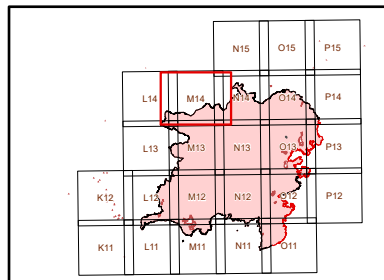 N15 O15 P15
L14 M14 N14 O14 P14
L13 M13 N13 O13 P13
K12 L12 M12 N12 O12 P12
K11 L11 M11 N11 O11